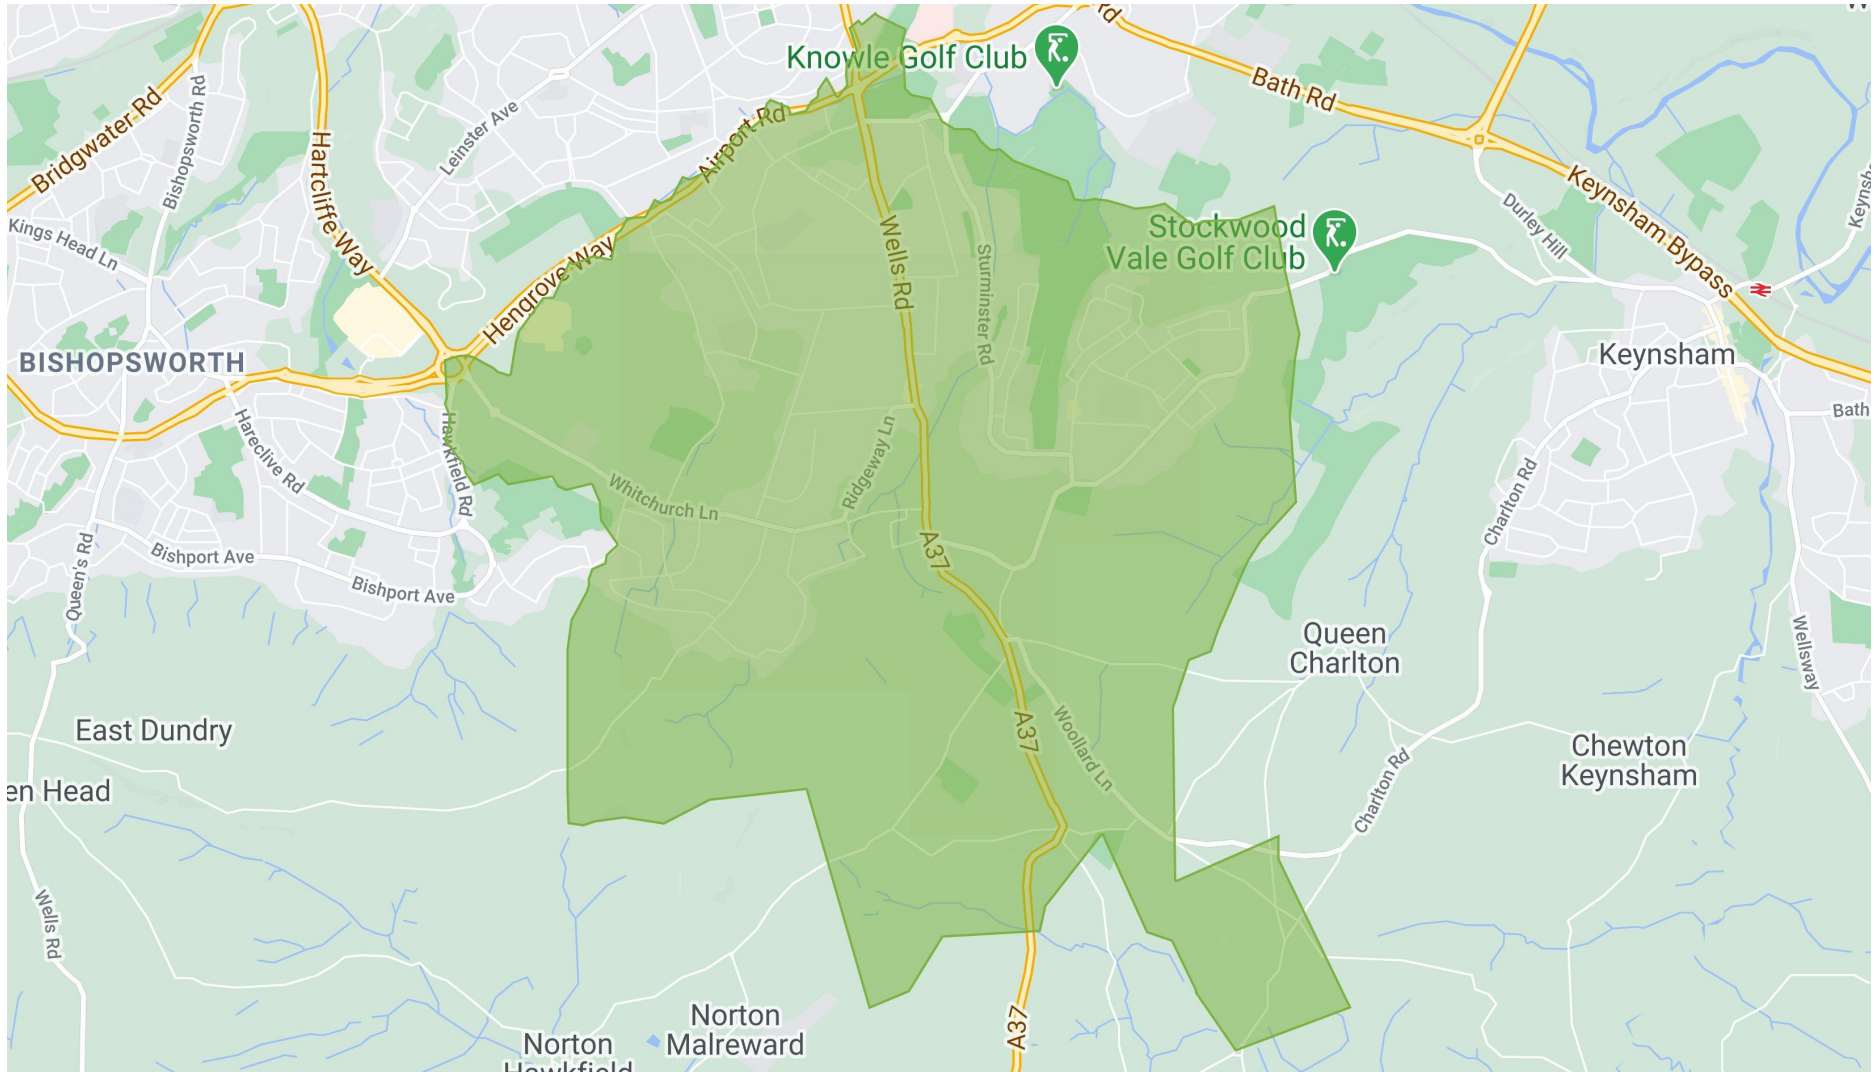 Rd
Knowle Golf Club
Bath Rd
Bridgwater Rd
Bishopsworth Rd
Leinster Ave
Airport Rd
Hartcliffe Way
Keynsham Bypass
Durley Hill
Kings Head Ln
Hengrove Way
Wells Rd
Sturminster Rd
Stockwood
Vale Golf Club
BISHOPSWORTH
Keynsham
Bath
Hareclive Rd
Hawkfield Rd
Whitchurch Ln
Ridgeway Ln
Charlton Rd
Queen's Rd
Bishport Ave
Bishport Ave
A37
Queen
Charlton
Wellsway
East Dundry
A37
Woollard Ln
Chewton
Keynsham
en Head
Charlton Rd
Wells Rd
Norton
Malreward
A37
Norton
Hawkfield